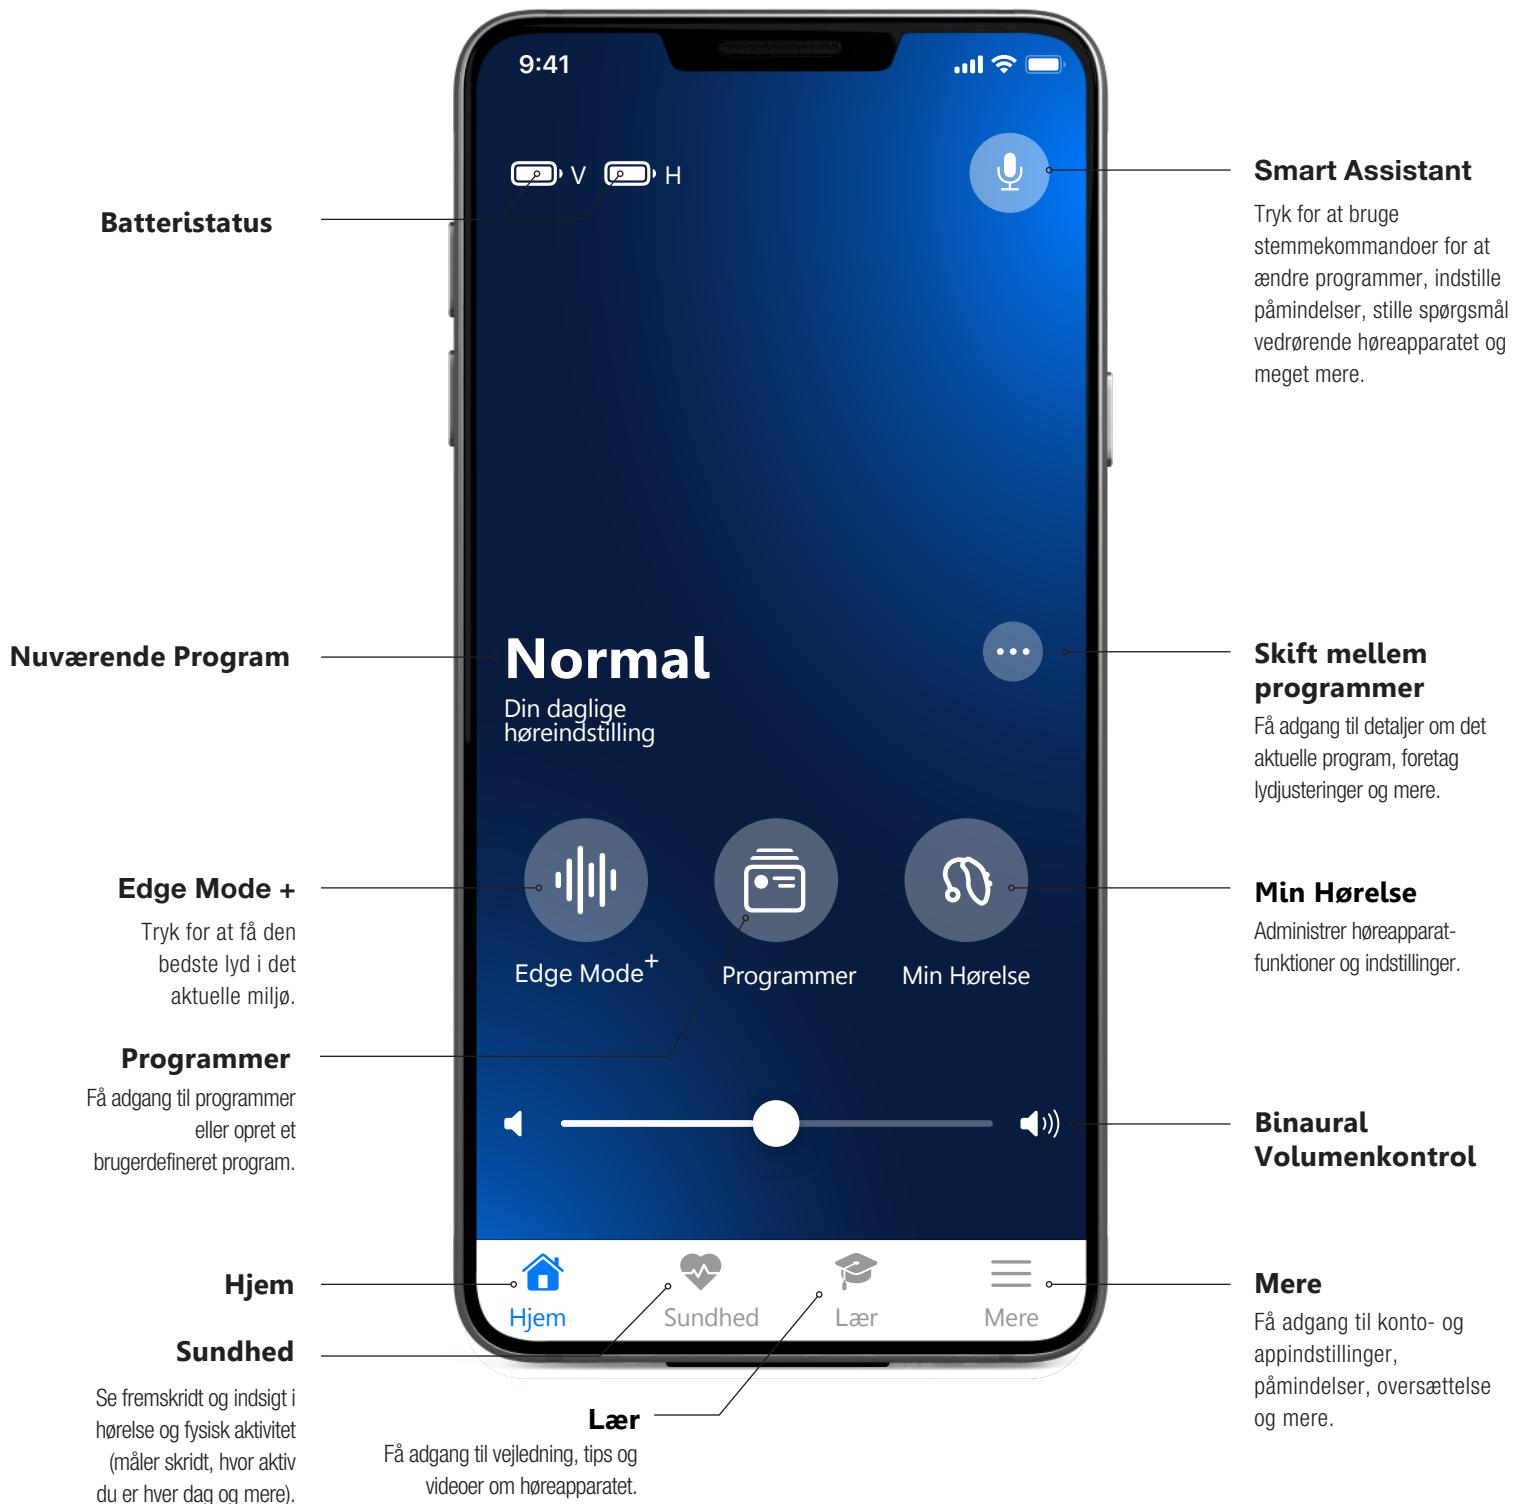 9:41
V
H
Batteristatus
Smart Assistant
Tryk for at bruge
stemmekommandoer for at
ændre programmer, indstille
påmindelser, stille spørgsmål
vedrørende høreapparatet og
meget mere.
Nuværende Program
Normal
Din daglige
høreindstilling
Skift mellem
programmer
Få adgang til detaljer om det
aktuelle program, foretag
lydjusteringer og mere.
Edge Mode +
Tryk for at få den
bedste lyd i det
aktuelle miljø.
Edge Mode+
Programmer
Min Hørelse
Min Hørelse
Administrer høreapparat-
funktioner og indstillinger.
Programmer
Få adgang til programmer
eller opret et
brugerdefineret program.
Binaural
Volumenkontrol
Hjem
Hjem
Sundhed
Lær
Mere
Mere
Få adgang til konto- og
appindstillinger,
påmindelser, oversættelse
og mere.
Sundhed
Se fremskridt og indsigt i
hørelse og fysisk aktivitet
(måler skridt, hvor aktiv
du er hver dag og mere).
Lær
Få adgang til vejledning, tips og
videoer om høreapparatet.